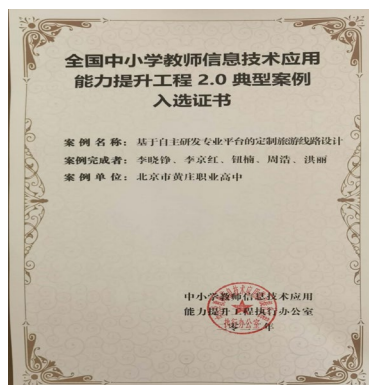 全国中小学教师信息技术应用
能力提升工程 2.0 典型案例
入选证书
案例名称：基于自主研发专业平台的定制旅游线路设计
案例完成者：李晓铮、李京红、钮楠、周浩、洪丽
案例单位：北京市黄庄职业高中
中小学教师信息技术应用
能力提升工程执行办公室